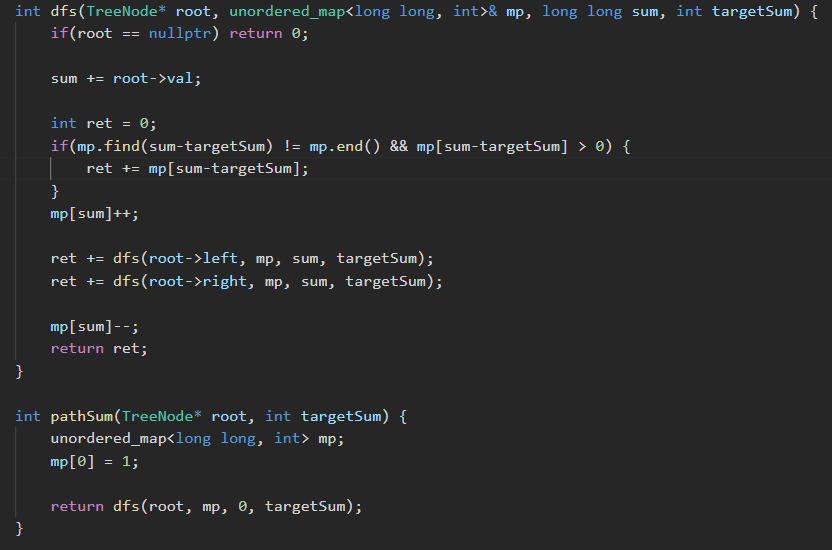 int dfs(TreeNode* root, unordered_map<long long, int>& mp, long long sum, int targetSum) {
    if(root == nullptr) return 0;

    sum += root->val;

    int ret = 0;
    if(mp.find(sum-targetSum) != mp.end() && mp[sum-targetSum] > 0) {
        ret += mp[sum-targetSum];
    }
    mp[sum]++;

    ret += dfs(root->left, mp, sum, targetSum);
    ret += dfs(root->right, mp, sum, targetSum);

    mp[sum]--;
    return ret;
}

int pathSum(TreeNode* root, int targetSum) {
    unordered_map<long long, int> mp;
    mp[0] = 1;

    return dfs(root, mp, 0, targetSum);
}